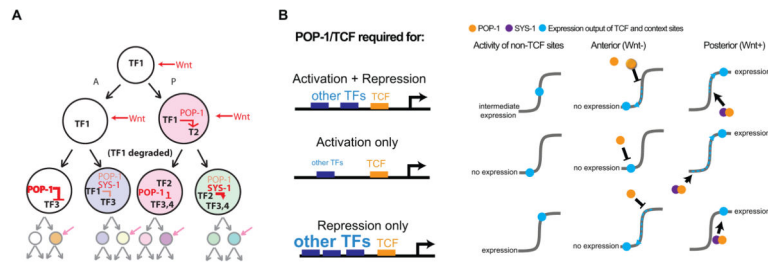 A
TF1
Wnt
A
P
TF1
Wnt
POP-1
TF1
T2
Wnt
(TF1 degraded)
POP-1
TF3
POP-1
SYS-1
TF1
TF3
TF2
POP-1
TF3,4
POP-1
SYS-1
TF2
TF3,4
B
POP-1/TCF required for:
Activation + Repression
other TFs
TCF
Activation only
other TFs
TCF
Repression only
other TFs
TCF
POP-1 SYS-1 Expression output of TCF and context sites
Activity of non-TCF sites
Anterior (Wnt-)
Posterior (Wnt+)
intermediate
expression
no expression
expression
no expression
no expression
expression
expression
no expression
expression